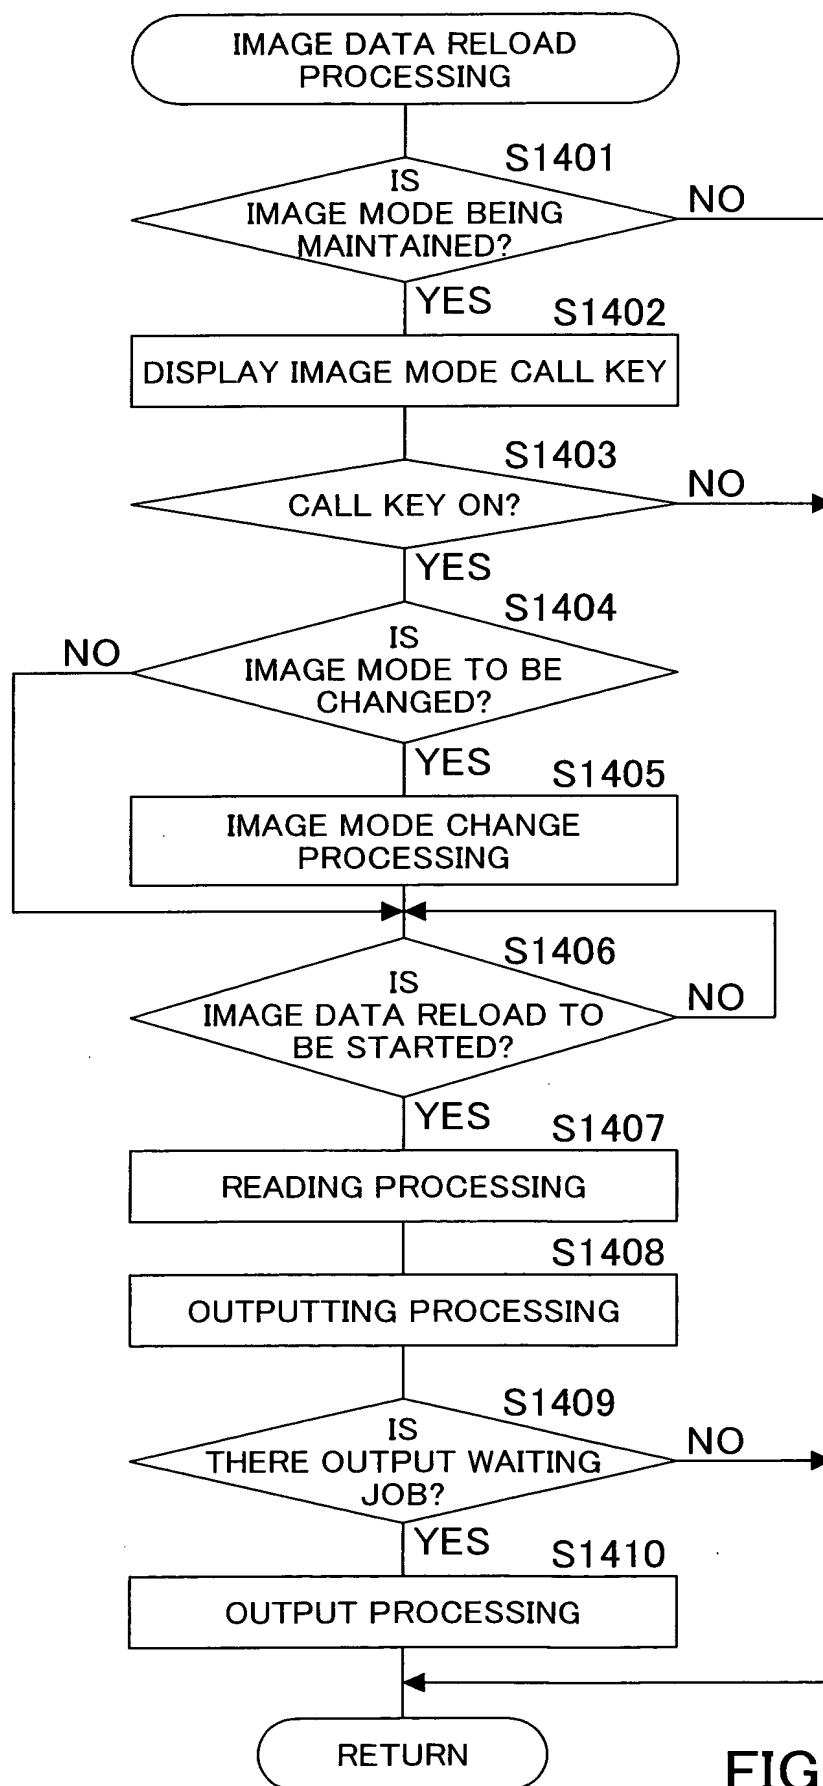 IMAGE DATA RELOAD
PROCESSING
S1401
IS
IMAGE MODE BEING
MAINTAINED?
NO
YES
S1402
DISPLAY IMAGE MODE CALL KEY
S1403
CALL KEY ON?
NO
YES
S1404
IS
IMAGE MODE TO BE
CHANGED?
NO
YES
S1405
IMAGE MODE CHANGE
PROCESSING
S1406
IS
IMAGE DATA RELOAD TO
BE STARTED?
NO
YES
S1407
READING PROCESSING
S1408
OUTPUTTING PROCESSING
S1409
IS
THERE OUTPUT WAITING
JOB?
NO
YES
S1410
OUTPUT PROCESSING
RETURN
FIG